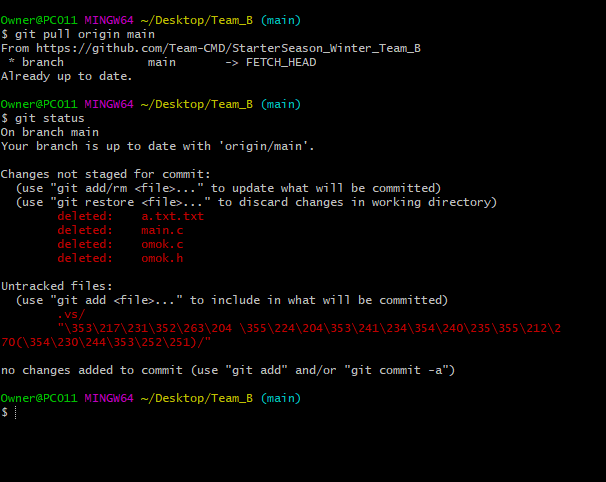 Owner@PC011 MINGW64 ~/Desktop/Team_B (main)
$ git pull origin main
From https://github.com/Team-CMD/StarterSeason_Winter_Team_B
 * branch            main       -> FETCH_HEAD
Already up to date.
Owner@PC011 MINGW64 ~/Desktop/Team_B (main)
$ git status
On branch main
Your branch is up to date with 'origin/main'.
Changes not staged for commit:
  (use "git add/rm <file>..." to update what will be committed)
  (use "git restore <file>..." to discard changes in working directory)
        deleted:    a.txt.txt
        deleted:    main.c
        deleted:    omok.c
        deleted:    omok.h
Untracked files:
  (use "git add <file>..." to include in what will be committed)
        .vs/
        "\353\217\231\352\263\204 \355\224\204\353\241\234\354\240\235\355\212\2
70(\354\230\244\353\252\251)/"
no changes added to commit (use "git add" and/or "git commit -a")
Owner@PC011 MINGW64 ~/Desktop/Team_B (main)
$